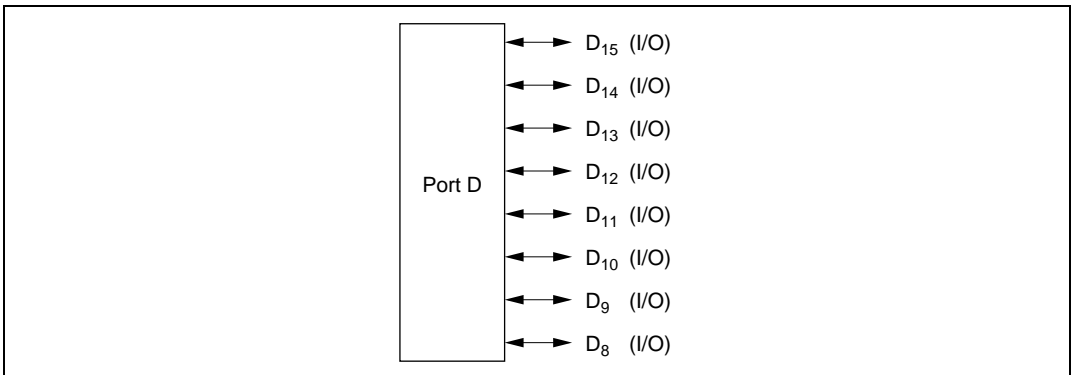 D₁₅ (I/O)
D₁₄ (I/O)
D₁₃ (I/O)
D₁₂ (I/O)
Port D
D₁₁ (I/O)
D₁₀ (I/O)
D₉ (I/O)
D₈ (I/O)